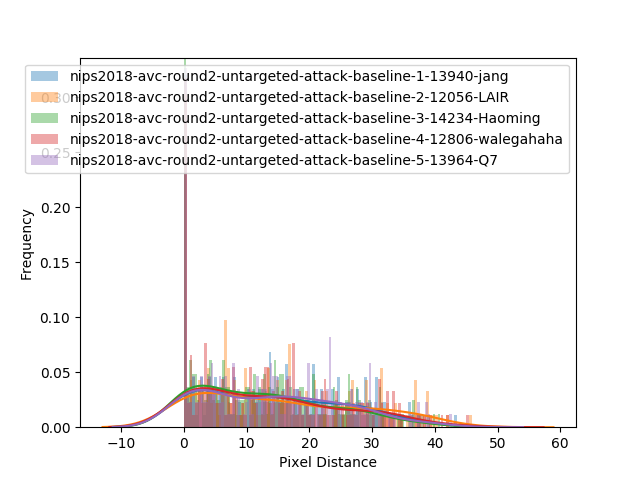 nips2018-avc-round2-untargeted-attack-baseline-1-13940-jang
0.30
nips2018-avc-round2-untargeted-attack-baseline-2-12056-LAIR
nips2018-avc-round2-untargeted-attack-baseline-3-14234-Haoming
nips2018-avc-round2-untargeted-attack-baseline-4-12806-walegahaha
0.25
nips2018-avc-round2-untargeted-attack-baseline-5-13964-Q7
0.20
0.15
0.10
0.05
0.00
Frequency
−10 0 10 20 30 40 50 60
Pixel Distance